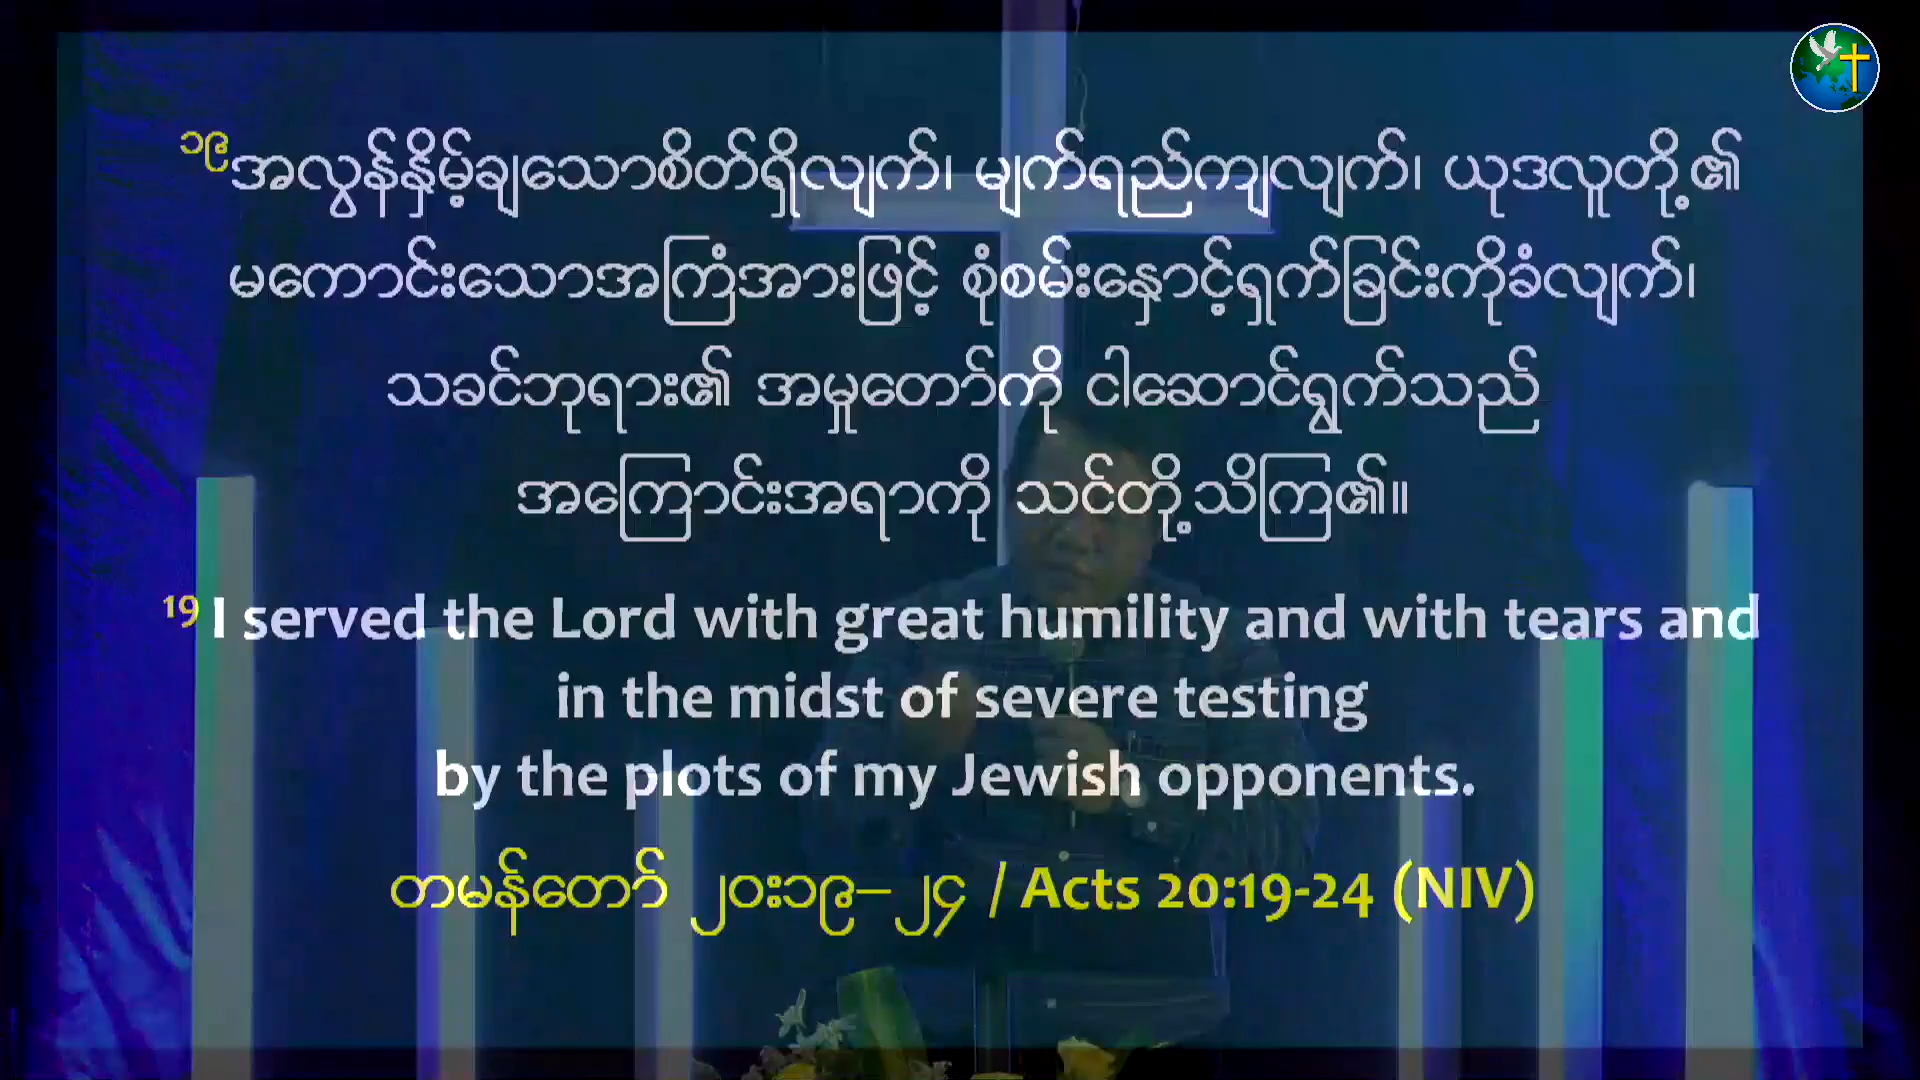 ၁၉အလွန်နှိမ့်ချသောစိတ်ရှိလျက်၊ မျက်ရည်ကျလျက်၊ ယုဒလူတို့၏
မကောင်းသောအကြံအားဖြင့် စုံစမ်းနှောင့်ရှက်ခြင်းကိုခံလျက်၊
သခင်ဘုရား၏ အမှုတော်ကို ငါဆောင်ရွက်သည်
အကြောင်းအရာကို သင်တို့သိကြ၏။
19 I served the Lord with great humility and with tears and
in the midst of severe testing
by the plots of my Jewish opponents.
တမန်တော် ၂၀း၁၉–၂၄ / Acts 20:19-24 (NIV)